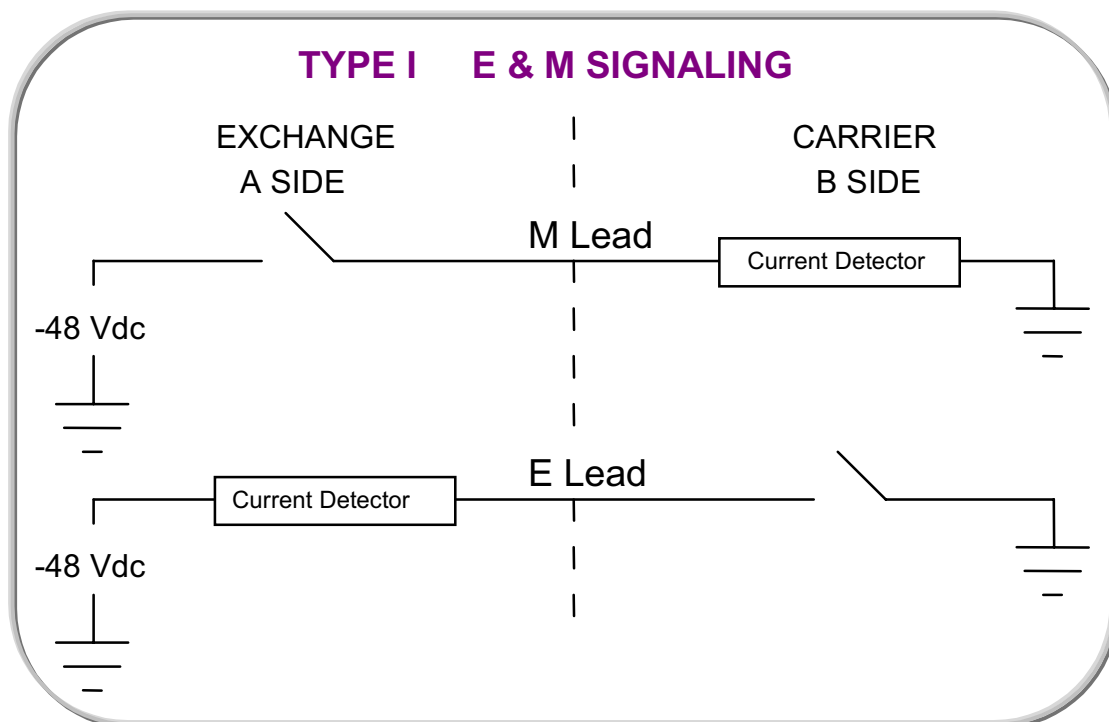 TYPE I E & M SIGNALING
EXCHANGE
A SIDE
CARRIER
B SIDE
M Lead
Current Detector
-48 Vdc
E Lead
Current Detector
-48 Vdc